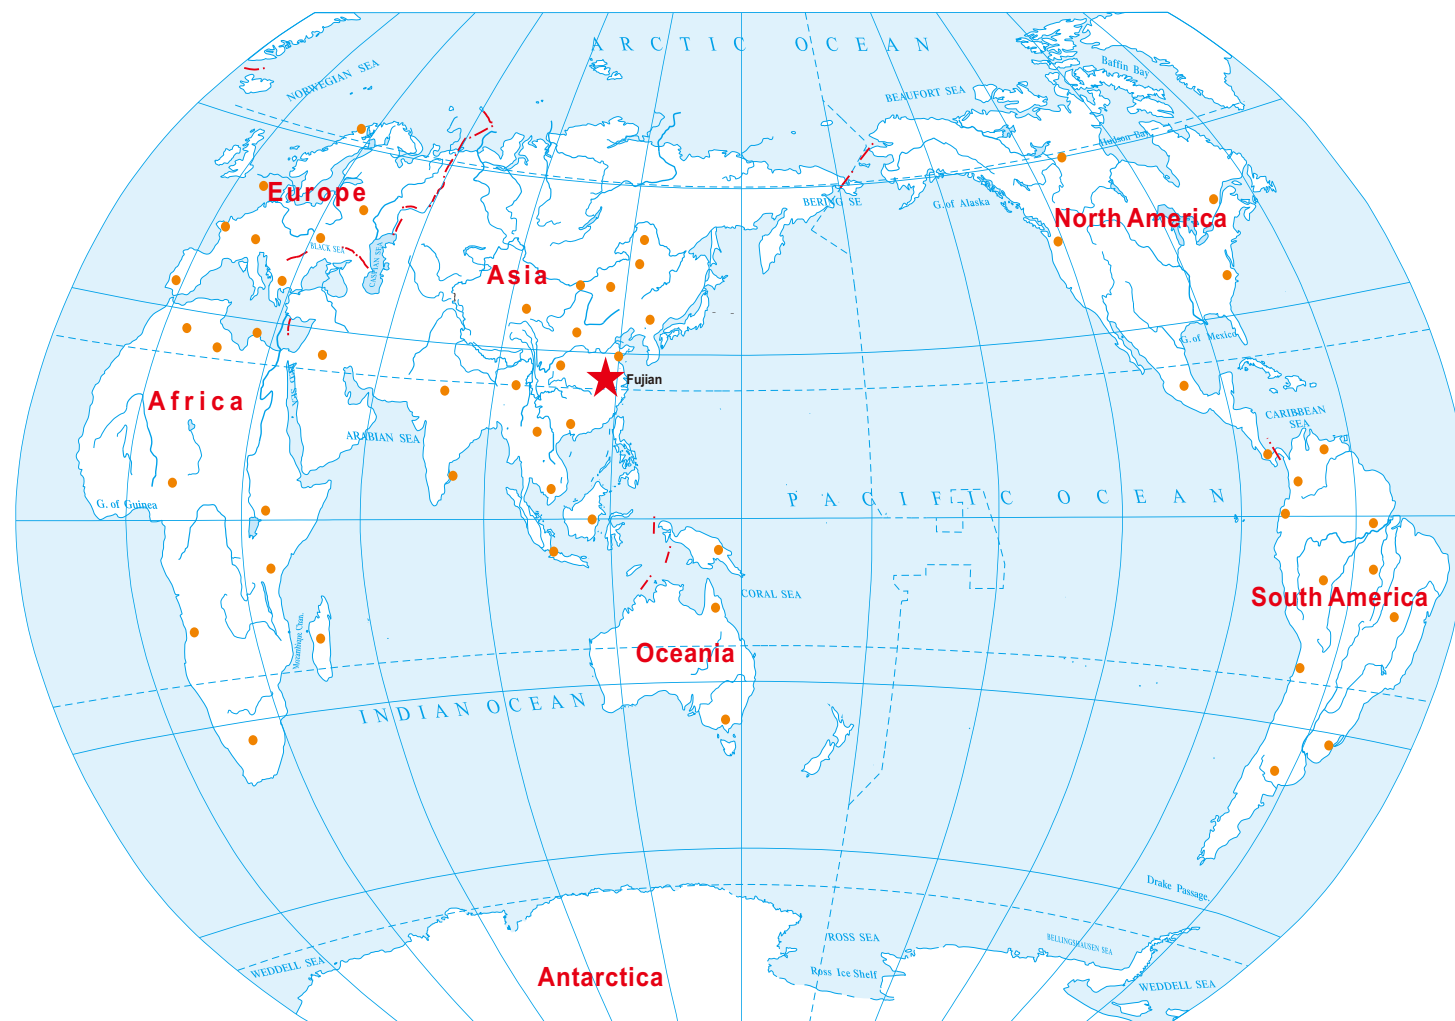 ARCTIC OCEAN
NORWEGIAN SEA
Baffin Bay
BEAUFORT SEA
Hudson Bay
Europe
BERING SE
G. of Alaska
North America
BLACK SEA
CASPIAN SEA
Asia
G. of Mexico
Fujian
RED SEA
Africa
CARIBBEAN
SEA
ARABIAN SEA
G. of Guinea
PACIFIC OCEAN
CORAL SEA
South America
Mozambique Chan.
Oceania
INDIAN OCEAN
Drake Passage
ROSS SEA
BELLINGSHAUSEN SEA
WEDDELL SEA
Ross Ice Shelf
Antarctica
WEDDELL SEA